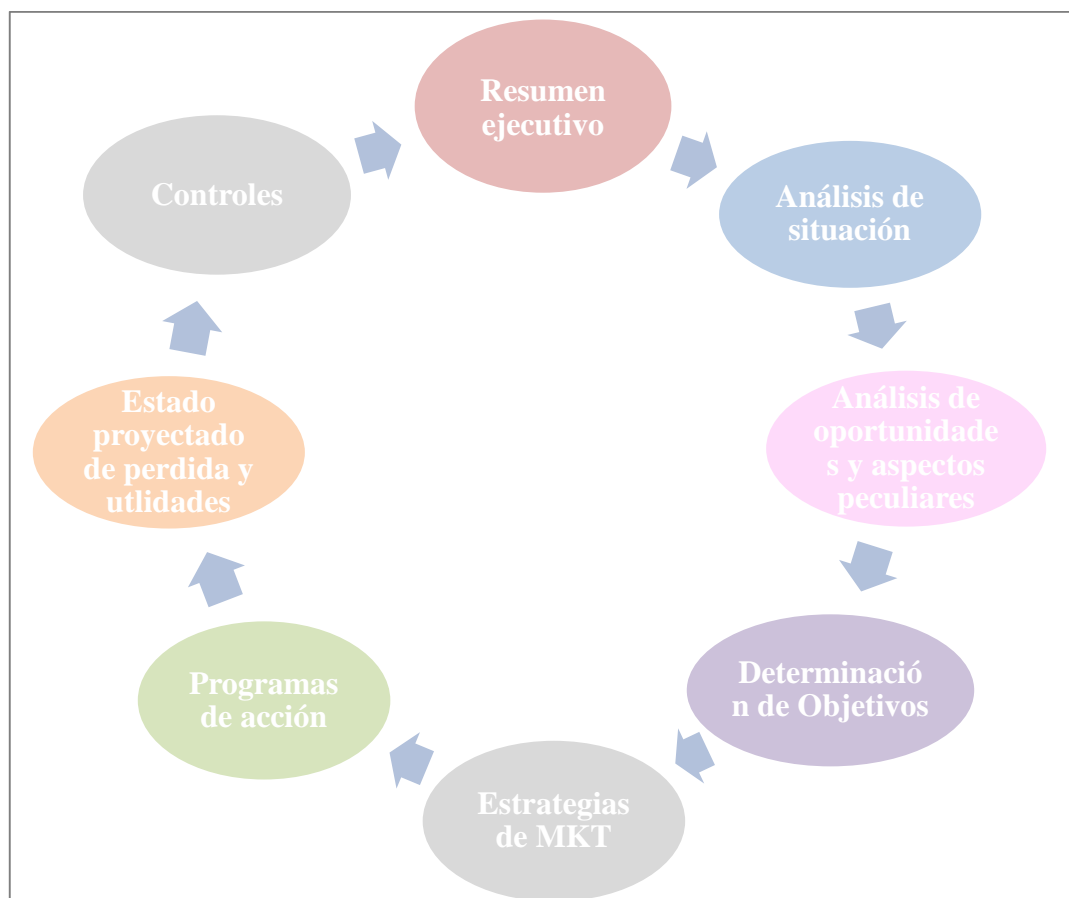 Resumen
ejecutivo
Análisis de
situación
Análisis de
oportunidade
s y aspectos
peculiares
Determinació
n de Objetivos
Estrategias
de MKT
Programas
de acción
Estado
proyectado
de perdida y
utlidades
Controles